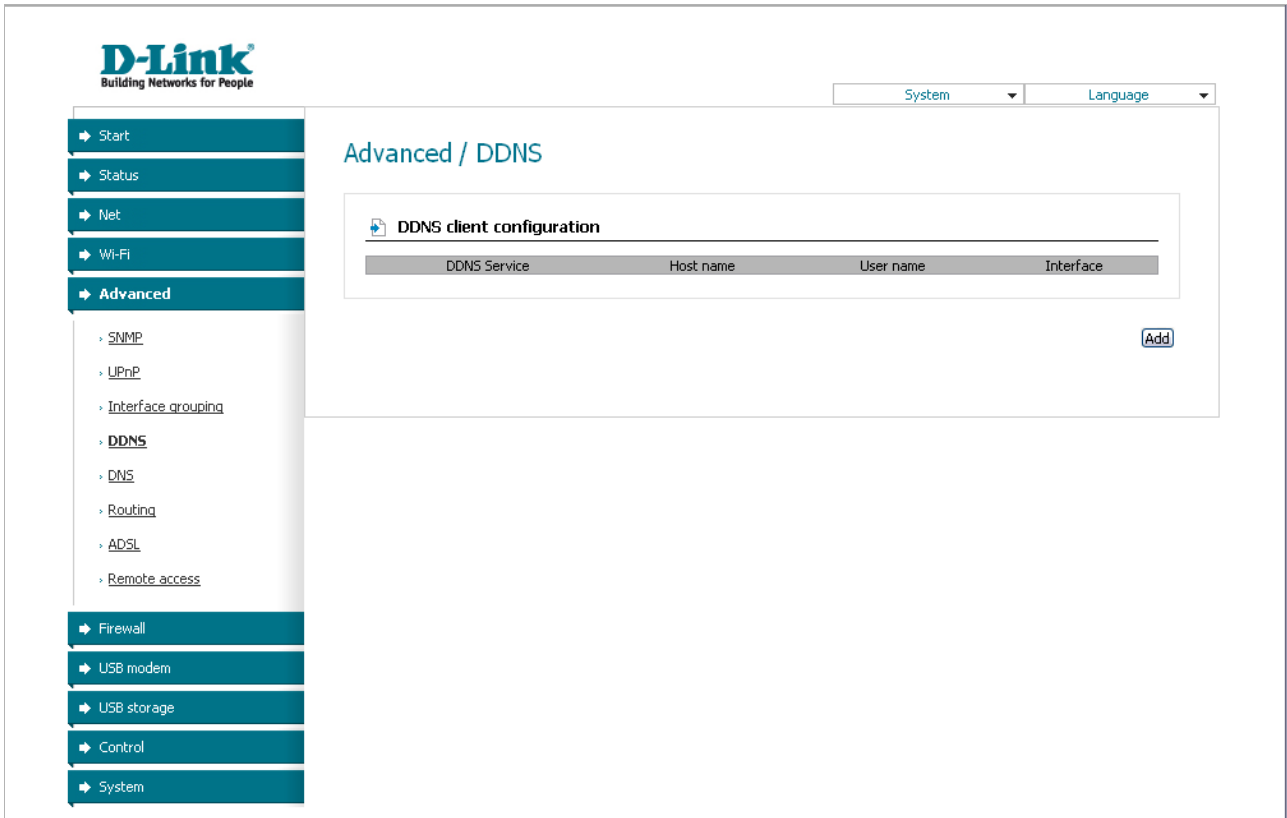 D-Link®
Building Networks for People
System
Language
Start
Status
Net
Wi-Fi
Advanced
SNMP
UPnP
Interface grouping
DDNS
DNS
Routing
ADSL
Remote access
Firewall
USB modem
USB storage
Control
System
Advanced / DDNS
DDNS client configuration
DDNS Service Host name User name Interface
Add